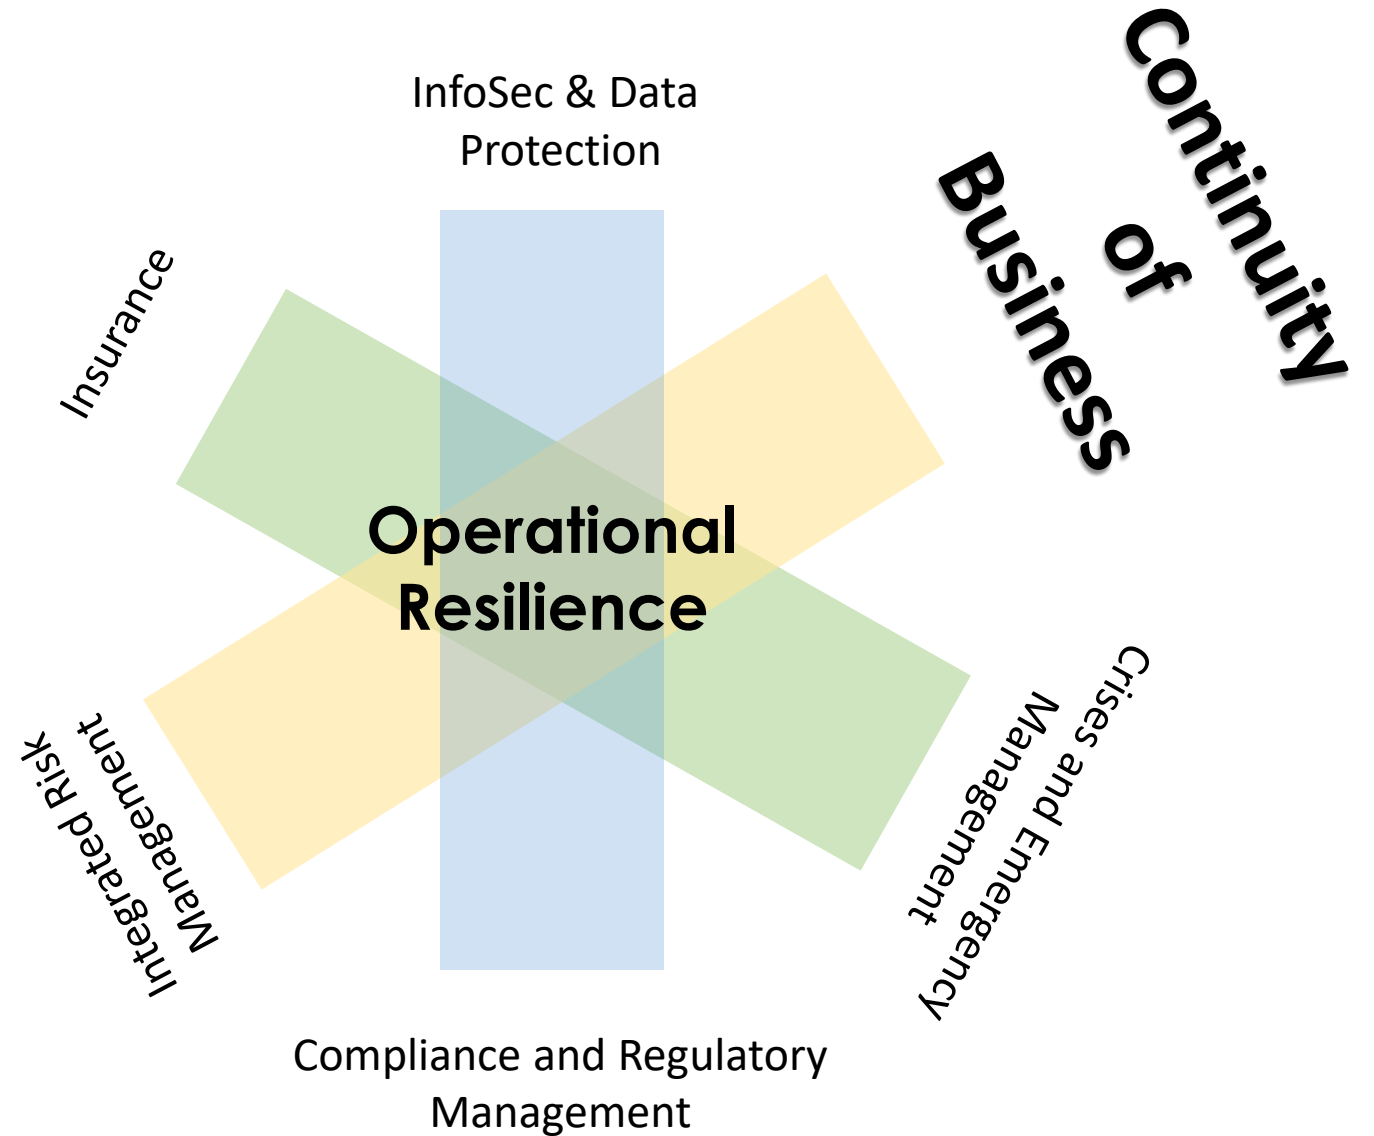 InfoSec & Data
Protection
Continuity
of
Business
Insurance
Operational
Resilience
Crises and Emergency
Management
Integrated Risk
Management
Compliance and Regulatory
Management